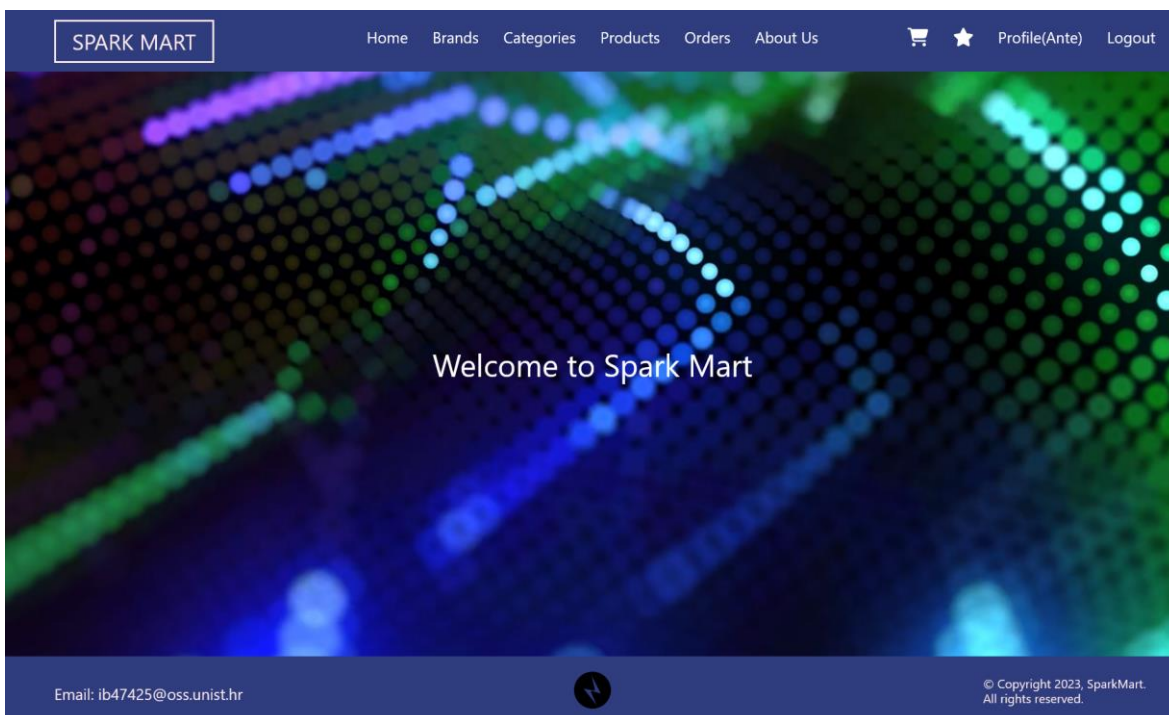 SPARK MART
Home Brands Categories Products Orders About Us Profile(Ante) Logout
Welcome to Spark Mart
Email: ib47425@oss.unist.hr
© Copyright 2023, SparkMart.
All rights reserved.